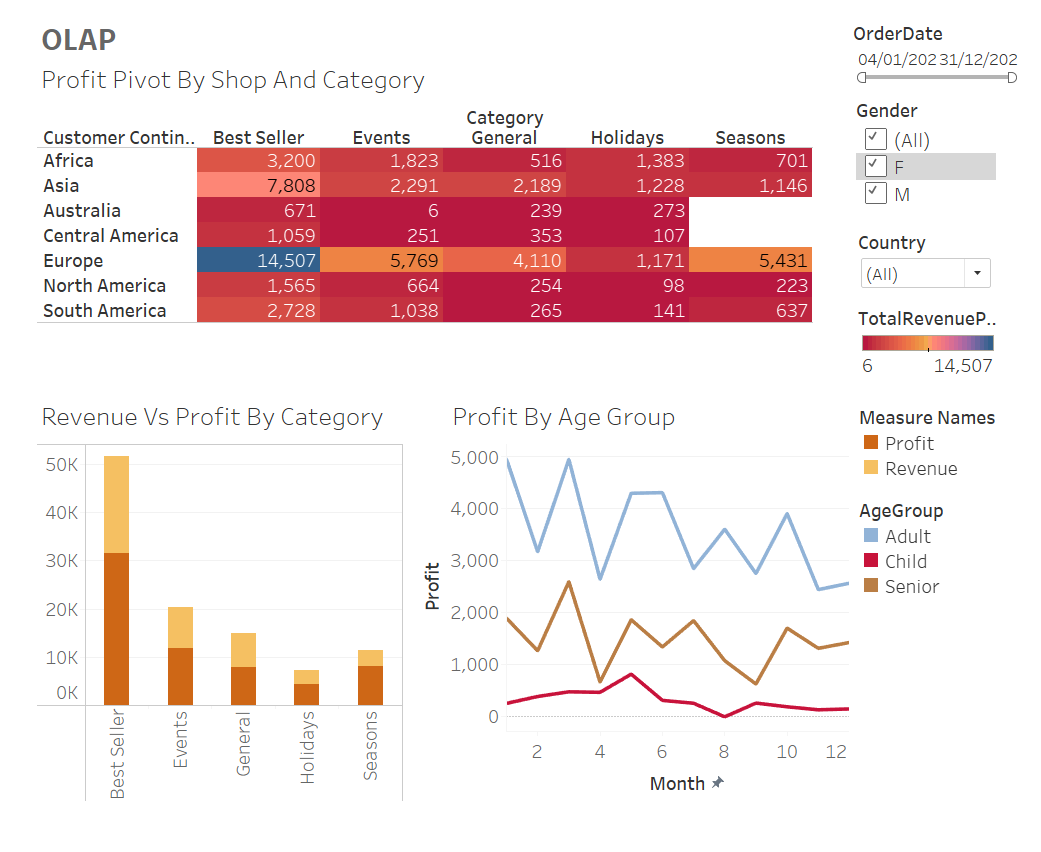 OLAP
Profit Pivot By Shop And Category
Category
Customer Contin.. Best Seller Events General Holidays Seasons
Africa 3,200 1,823 516 1,383 701
Asia 7,808 2,291 2,189 1,228 1,146
Australia 671 6 239 273
Central America 1,059 251 353 107
Europe 14,507 5,769 4,110 1,171 5,431
North America 1,565 664 254 98 223
South America 2,728 1,038 265 141 637
OrderDate
04/01/202 31/12/202
Gender
(All)
F
M
Country
(All)
TotalRevenueP..
6 14,507
Revenue Vs Profit By Category
50K
40K
30K
20K
10K
0K
Best Seller
Events
General
Holidays
Seasons
Profit By Age Group
Profit
5,000
4,000
3,000
2,000
1,000
0
2 4 6 8 10 12
Month
Measure Names
Profit
Revenue
AgeGroup
Adult
Child
Senior